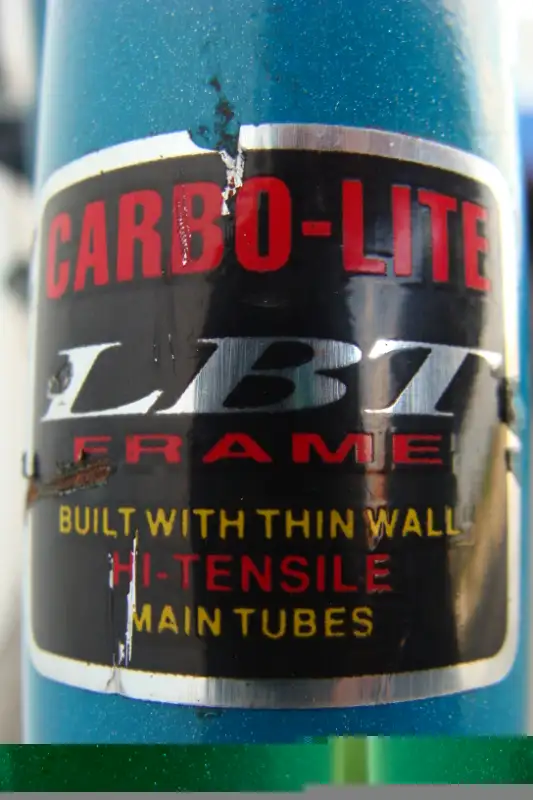 CARBO-LITE
LBT
FRAME
BUILT WITH THIN WALL
HI-TENSILE
MAIN TUBES